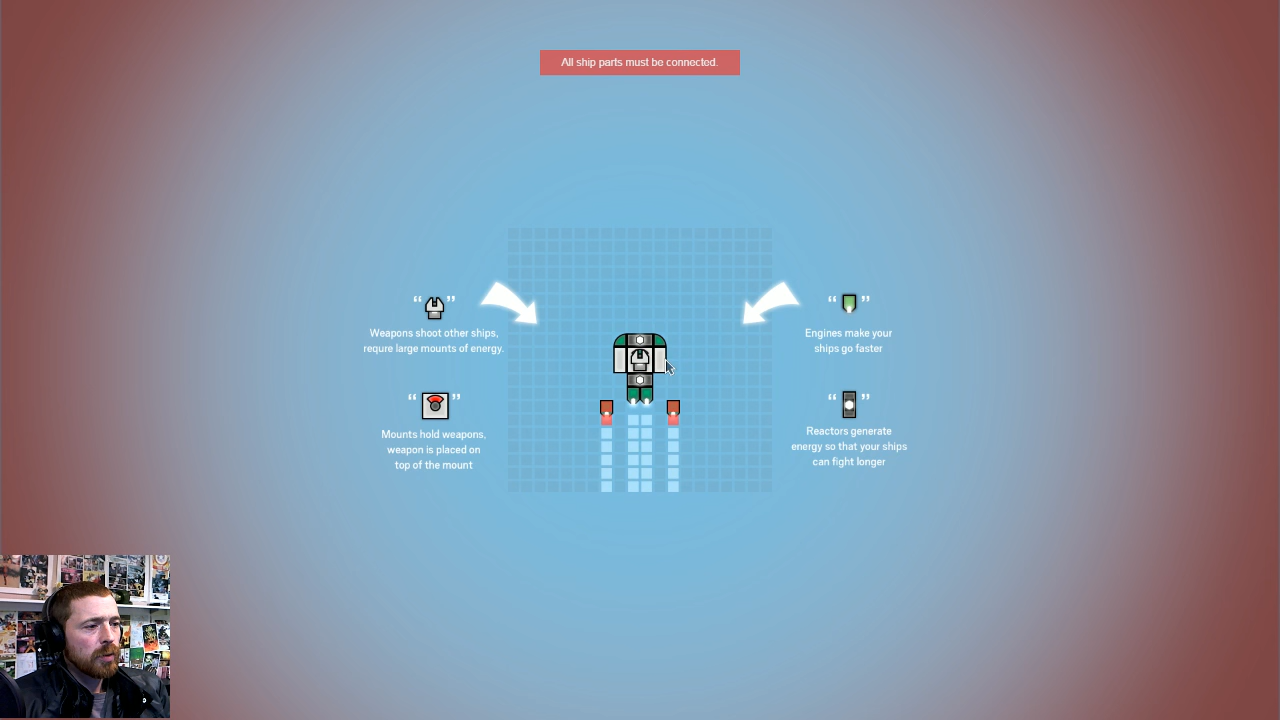 All ship parts must be connected.
Weapons shoot other ships,
requre large mounts of energy.
Mounts hold weapons,
weapon is placed on
top of the mount
Engines make your
ships go faster
Reactors generate
energy so that your ships
can fight longer